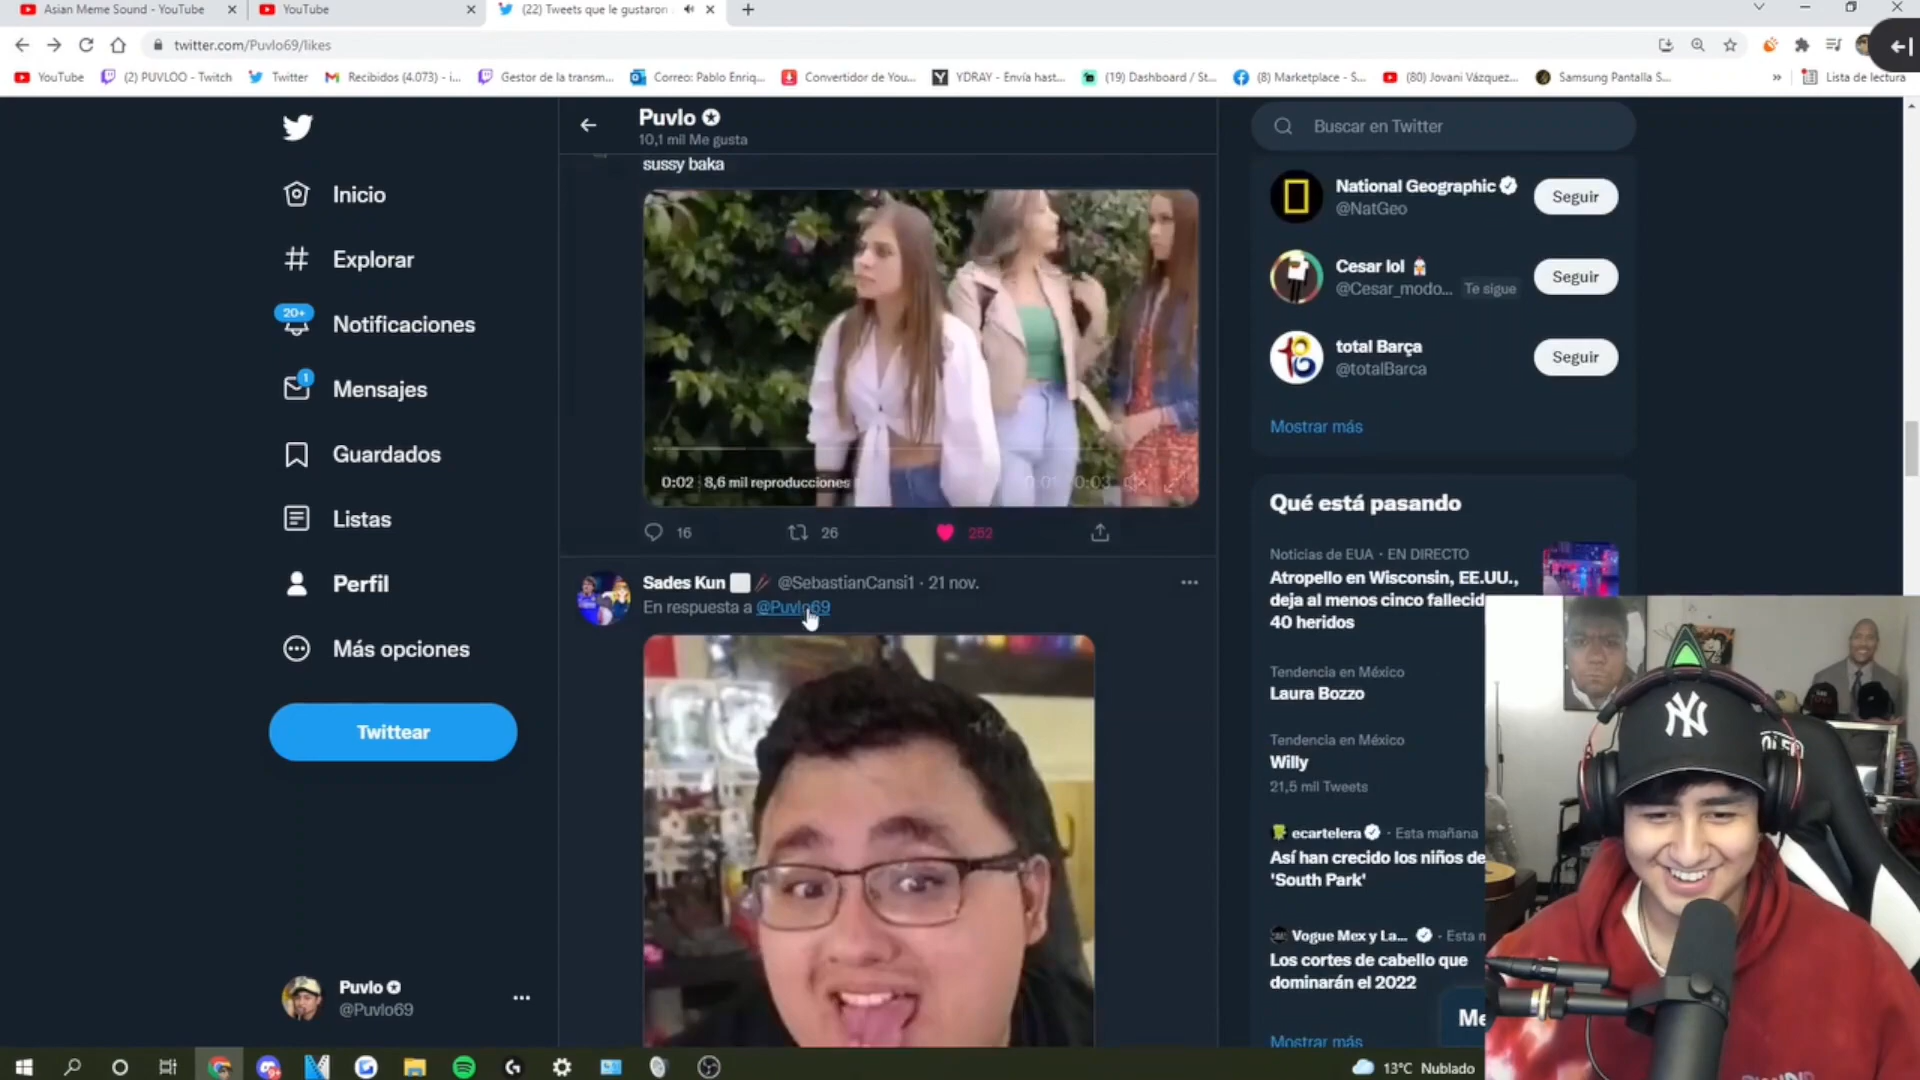 Asian Meme Sound - YouTube
YouTube
(22) Tweets que le gustaron
twitter.com/Puvlo69/likes
YouTube
(2) PUVLOO - Twitch
Twitter
Recibidos (4.073) - i...
Gestor de la transm...
Correo: Pablo Enriq...
Convertidor de You...
YDRAY - Envía hast...
(19) Dashboard / St...
(8) Marketplace - S...
(80) Jovani Vázquez...
Samsung Pantalla S...
»
Lista de lectura
Inicio
Explorar
20+
Notificaciones
1
Mensajes
Guardados
Listas
Perfil
Más opciones
Twittear
Puvlo
@Puvlo69
Puvlo
10,1 mil Me gusta
sussy baka
0:02 8,6 mil reproducciones
0:01 0:03
16
26
252
Sades Kun @SebastianCansi1 · 21 nov.
En respuesta a @Puvlo69
Buscar en Twitter
National Geographic
@NatGeo
Seguir
Cesar lol
@Cesar_modo... Te sigue
Seguir
total Barça
@totalBarca
Seguir
Mostrar más
Qué está pasando
Noticias de EUA · EN DIRECTO
Atropello en Wisconsin, EE.UU.,
deja al menos cinco fallecid
40 heridos
Tendencia en México
Laura Bozzo
Tendencia en México
Willy
21,5 mil Tweets
ecartelera · Esta mañana
Así han crecido los niños de
'South Park'
Vogue Mex y La... · Esta m
Los cortes de cabello que
dominarán el 2022
Me
Mostrar más
NY
13°C Nublado